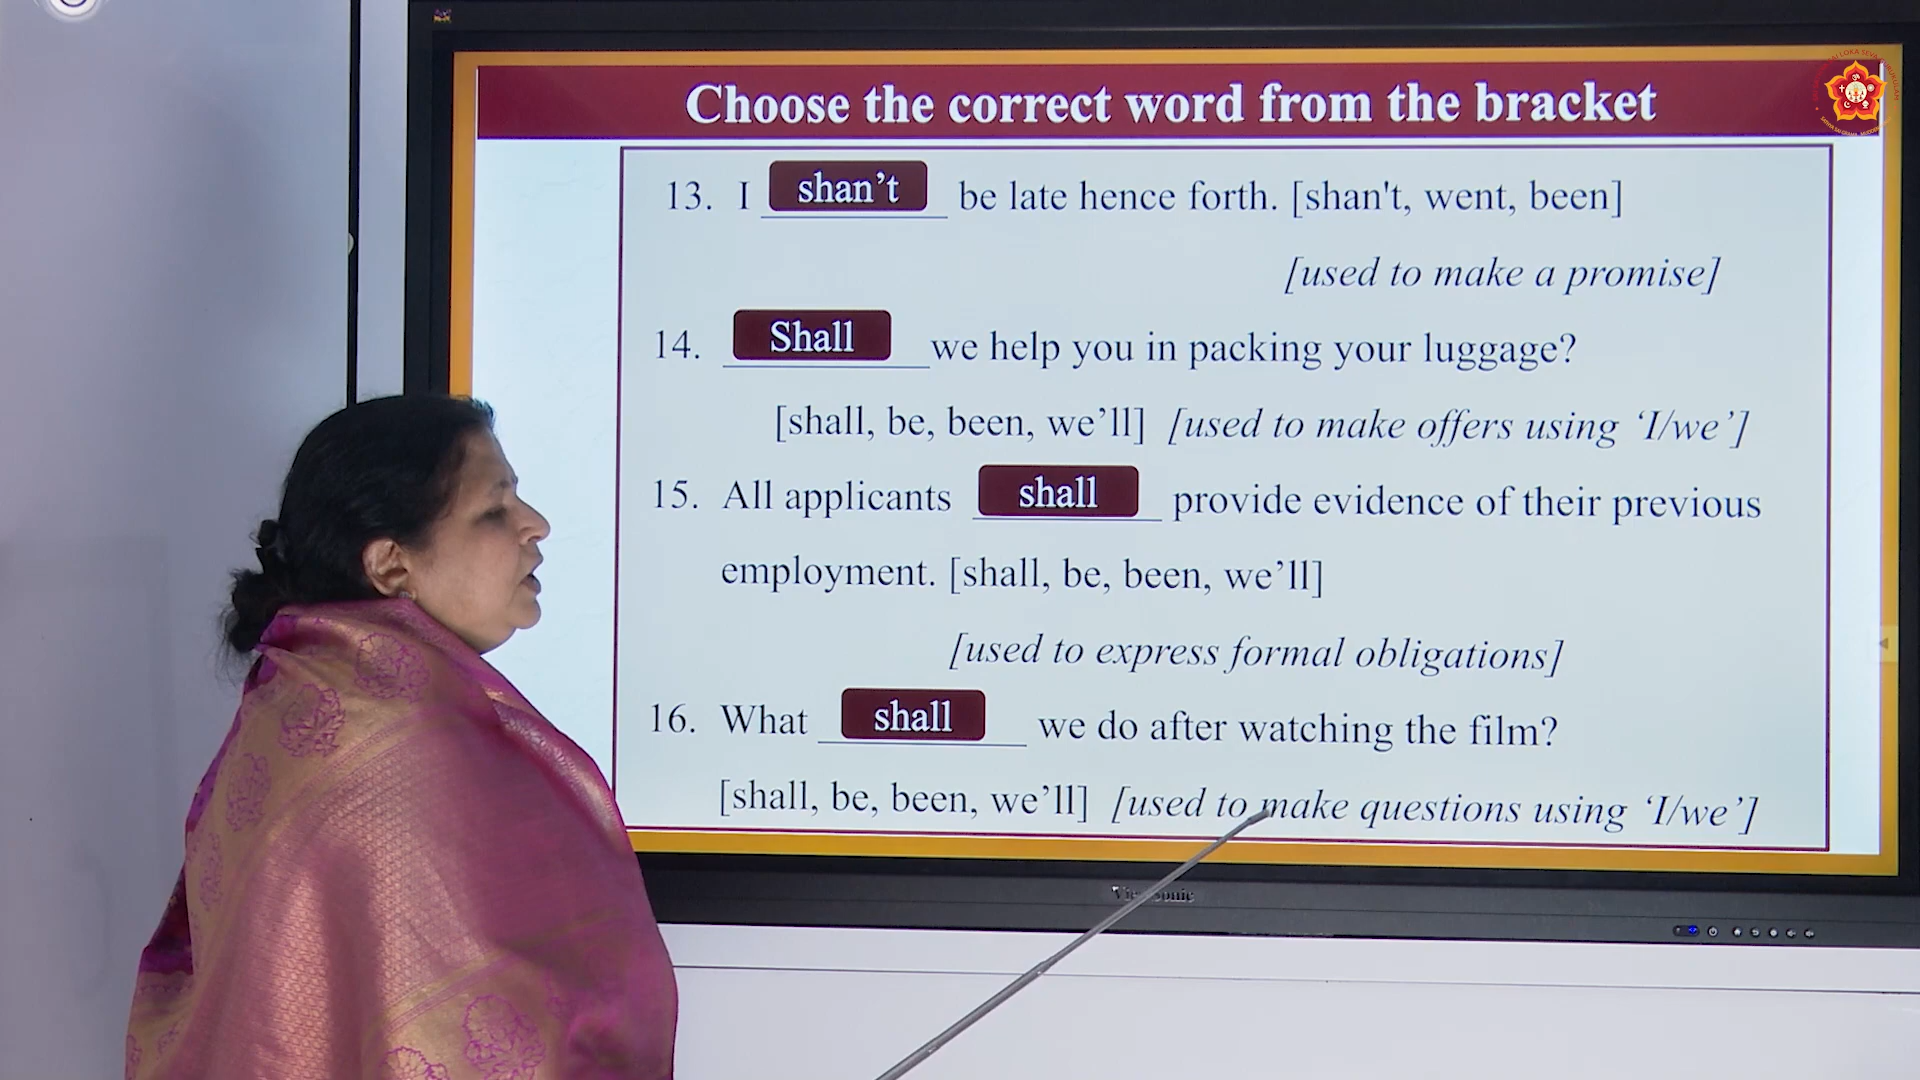 Choose the correct word from the bracket
13. I shan’t be late hence forth. [shan't, went, been]
[used to make a promise]
14. Shall we help you in packing your luggage?
[shall, be, been, we’ll] [used to make offers using ‘I/we’]
15. All applicants shall provide evidence of their previous
employment. [shall, be, been, we’ll]
[used to express formal obligations]
16. What shall we do after watching the film?
[shall, be, been, we’ll] [used to make questions using ‘I/we’]
ViewSonic